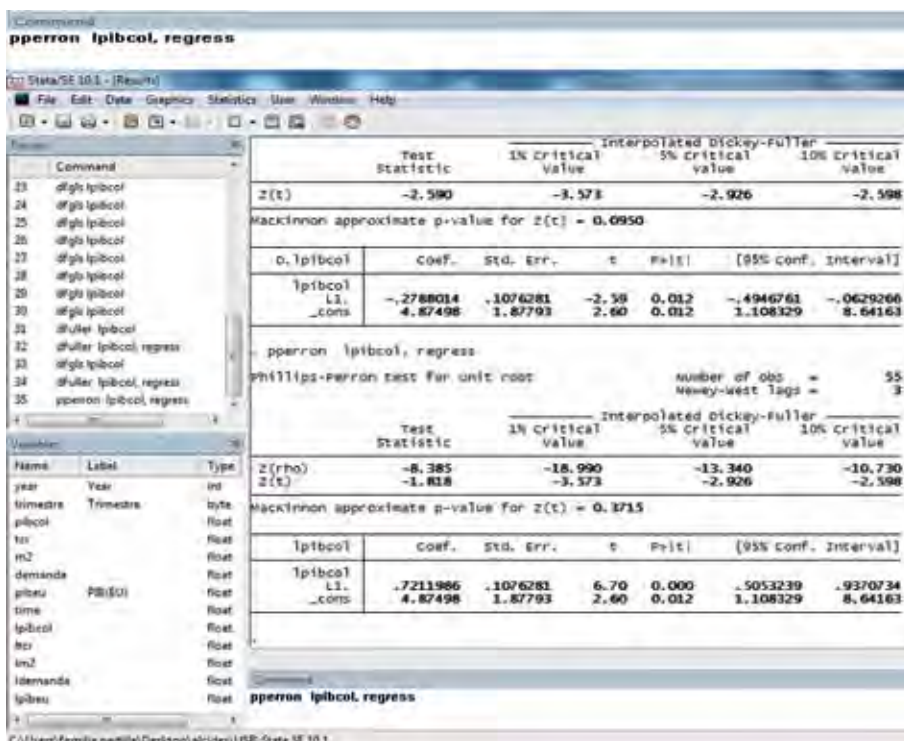 Command
pperron lpibcol, regress
Stata/SE 10.1 - [Results]
File Edit Data Graphics Statistics User Window Help
Command
23 dfgls lpibcol
24 dfgls lpibcol
25 dfgls lpibcol
26 dfgls lpibcol
27 dfgls lpibcol
28 dfgls lpibcol
29 dfgls lpibcol
30 dfgls lpibcol
31 dfuller lpibcol
32 dfuller lpibcol, regress
33 dfgls lpibcol
34 dfuller lpibcol, regress
35 pperron lpibcol, regress
Variables
Name Label Type
year Year int
trimestre Trimestre byte
pibcol float
tcr float
m2 float
demanda float
pibeu PIB(EU) float
time float
lpibcol float
ltcr float
lm2 float
ldemanda float
lpibeu float
Interpolated Dickey-Fuller
Test 1% Critical 5% Critical 10% Critical
Statistic Value Value Value
Z(t) -2.590 -3.573 -2.926 -2.598
MacKinnon approximate p-value for Z(t) = 0.0950
D.lpibcol Coef. Std. Err. t P>|t| [95% Conf. Interval]
lpibcol
L1. -.2788014 .1076281 -2.59 0.012 -.4946761 -.0629266
_cons 4.87498 1.87793 2.60 0.012 1.108329 8.64163
. pperron lpibcol, regress
Phillips-Perron test for unit root Number of obs = 55
Newey-West lags = 3
Interpolated Dickey-Fuller
Test 1% Critical 5% Critical 10% Critical
Statistic Value Value Value
Z(rho) -8.385 -18.990 -13.340 -10.730
Z(t) -1.818 -3.573 -2.926 -2.598
MacKinnon approximate p-value for Z(t) = 0.3715
lpibcol Coef. Std. Err. t P>|t| [95% Conf. Interval]
lpibcol
L1. .7211986 .1076281 6.70 0.000 .5053239 .9370734
_cons 4.87498 1.87793 2.60 0.012 1.108329 8.64163
Command
pperron lpibcol, regress